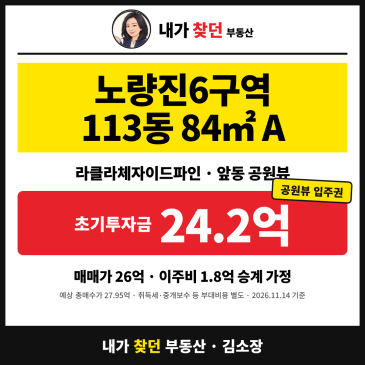 내가 찾던 부동산
노량진6구역
113동 84㎡ A
라클라체자이드파인 · 앞동 공원뷰
공원뷰 입주권
초기투자금 24.2억
매매가 26억 · 이주비 1.8억 승계 가정
예상 총매수가 27.95억 · 취득세·중개보수 등 부대비용 별도 · 2026.11.14 기준
내가 찾던 부동산 · 김소장